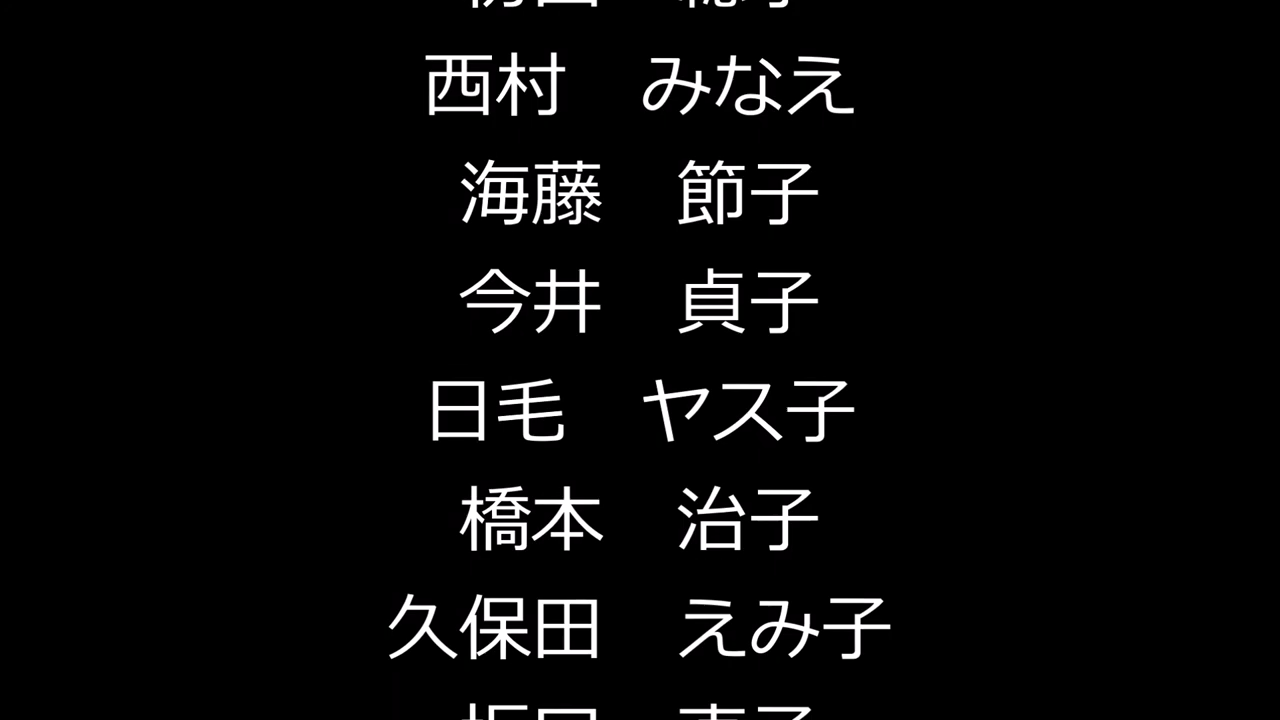 西村　みなえ
海藤　節子
今井　貞子
日毛　ヤス子
橋本　治子
久保田　えみ子